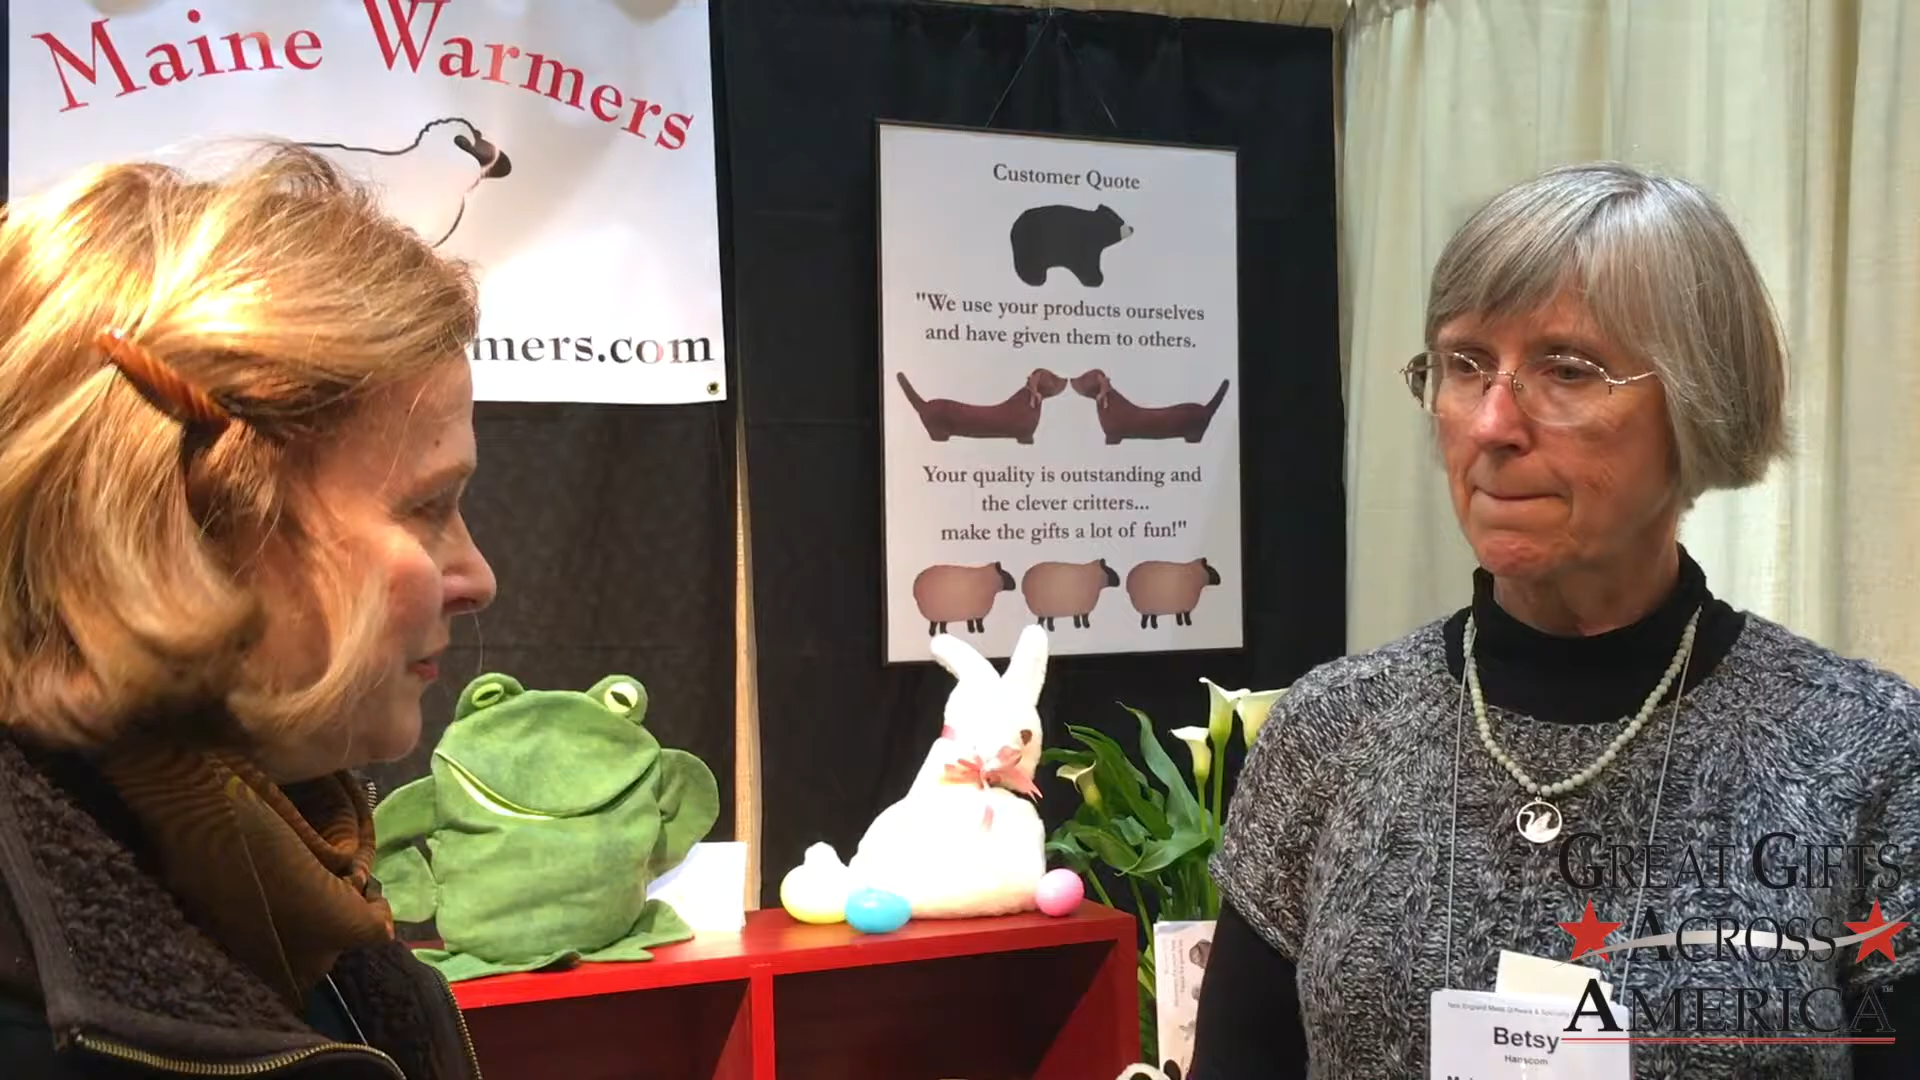 Maine Warmers
mers.com
Customer Quote
"We use your products ourselves
and have given them to others.
Your quality is outstanding and
the clever critters...
make the gifts a lot of fun!"
GREAT GIFTS
ACROSS
AMERICA™
Betsy
Hanscom